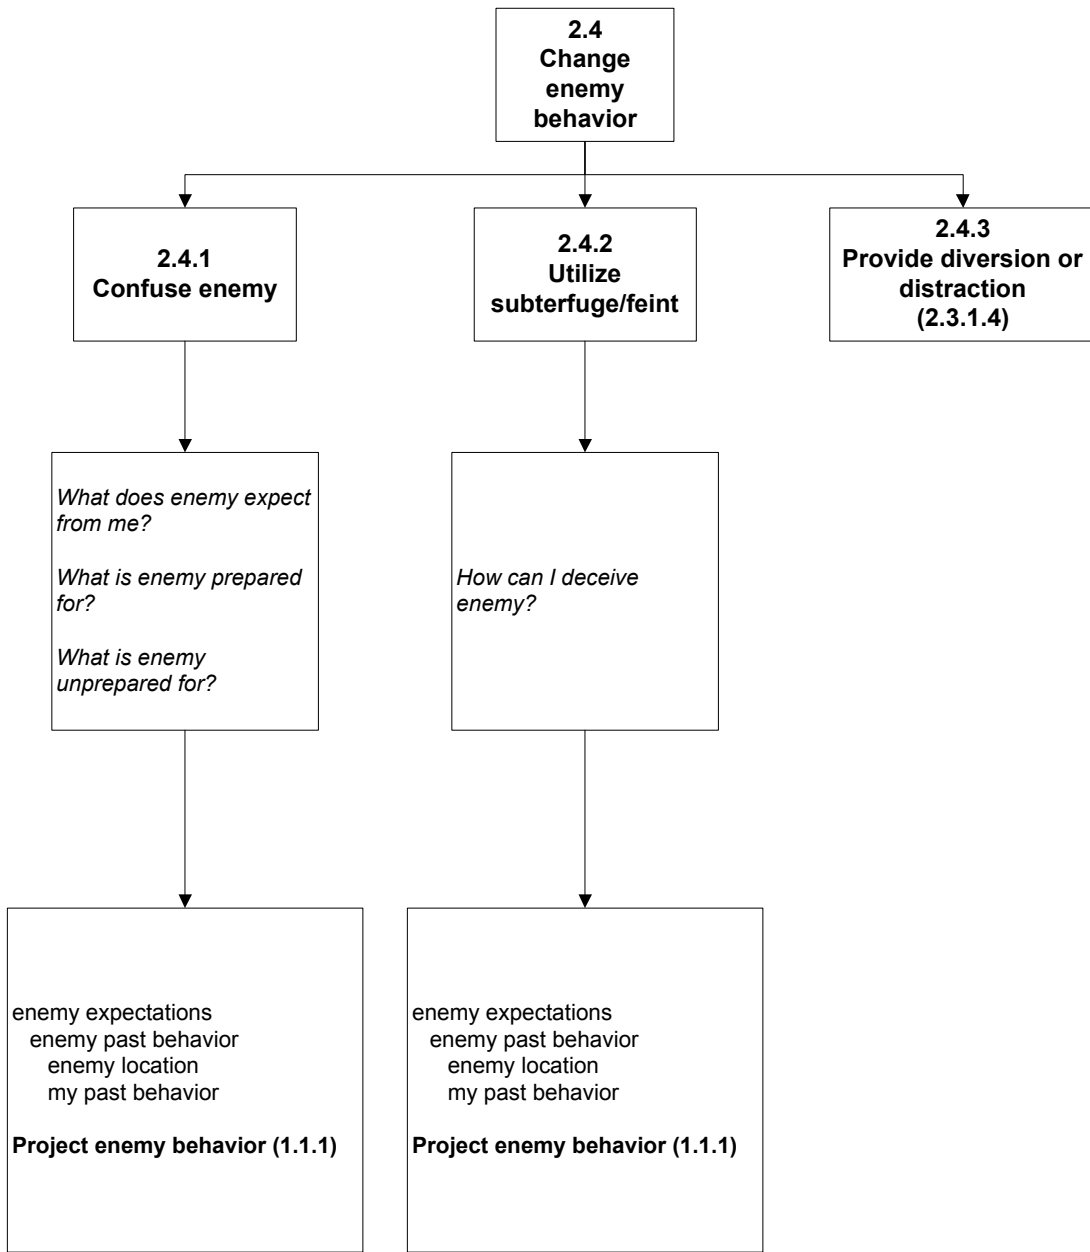 2.4
Change
enemy
behavior
2.4.1
Confuse enemy
2.4.2
Utilize
subterfuge/feint
2.4.3
Provide diversion or
distraction
(2.3.1.4)
What does enemy expect
from me?
What is enemy prepared
for?
What is enemy
unprepared for?
How can I deceive
enemy?
enemy expectations
enemy past behavior
enemy location
my past behavior
Project enemy behavior (1.1.1)
enemy expectations
enemy past behavior
enemy location
my past behavior
Project enemy behavior (1.1.1)